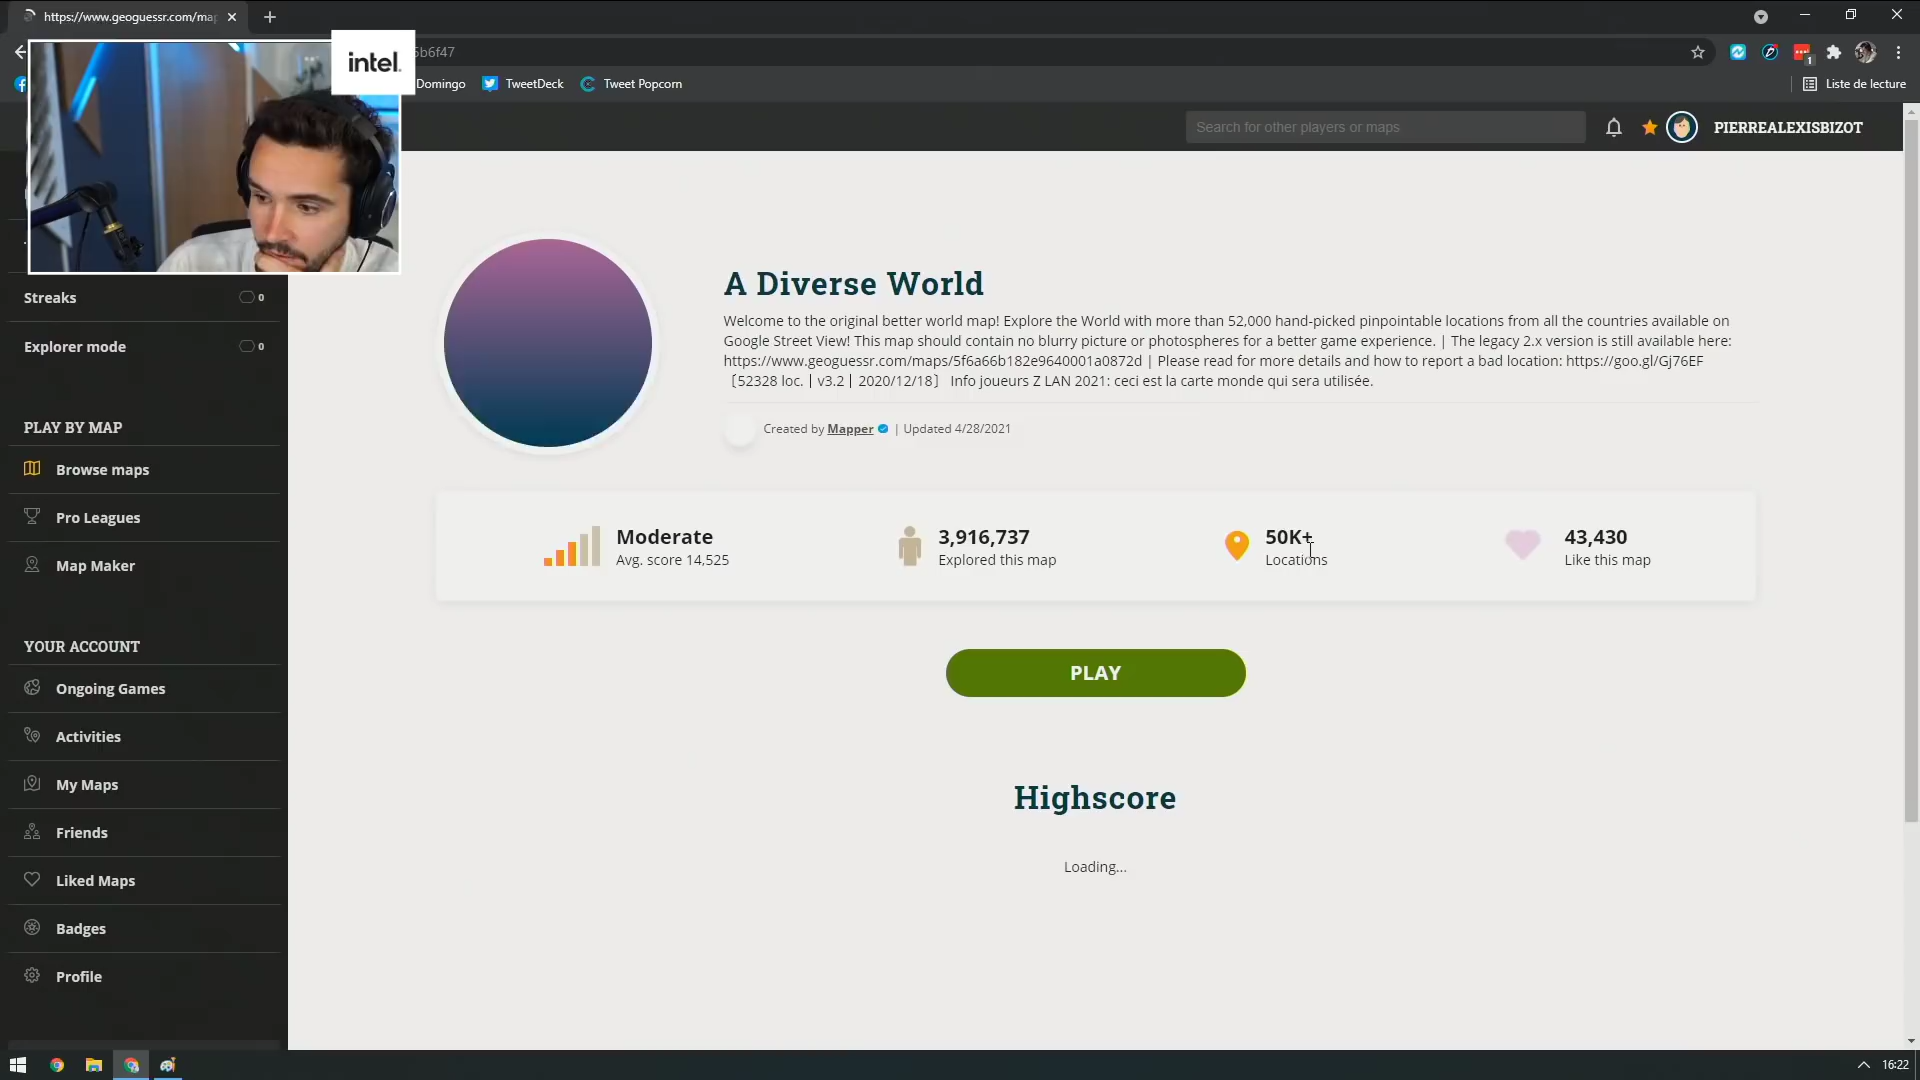 https://www.geoguessr.com/ma
5b6f47
intel.
Domingo
TweetDeck
Tweet Popcorn
1
Liste de lecture
Search for other players or maps
PIERREALEXISBIZOT
Streaks
0
Explorer mode
0
PLAY BY MAP
Browse maps
Pro Leagues
Map Maker
YOUR ACCOUNT
Ongoing Games
Activities
My Maps
Friends
Liked Maps
Badges
Profile
A Diverse World
Welcome to the original better world map! Explore the World with more than 52,000 hand-picked pinpointable locations from all the countries available on
Google Street View! This map should contain no blurry picture or photospheres for a better game experience. | The legacy 2.x version is still available here:
https://www.geoguessr.com/maps/5f6a66b182e9640001a0872d | Please read for more details and how to report a bad location: https://goo.gl/Gj76EF
〔52328 loc. | v3.2 | 2020/12/18〕 Info joueurs Z LAN 2021: ceci est la carte monde qui sera utilisée.
Created by Mapper | Updated 4/28/2021
Moderate
Avg. score 14,525
3,916,737
Explored this map
50K+
Locations
43,430
Like this map
PLAY
Highscore
Loading...
16:22